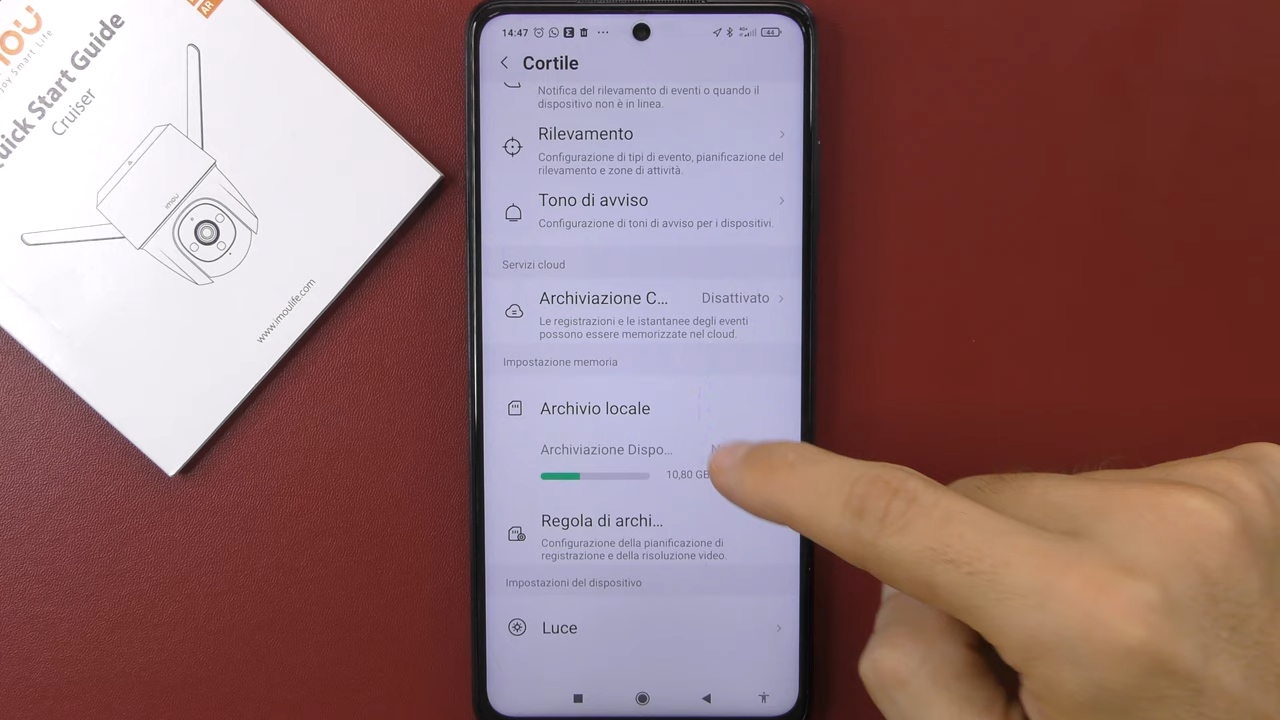 Quick Start Guide
Cruiser
imou
www.imoulife.com
AR
14:47
44
Cortile
Notifica del rilevamento di eventi o quando il
dispositivo non è in linea.
Rilevamento
Configurazione di tipi di evento, pianificazione del
rilevamento e zone di attività.
Tono di avviso
Configurazione di toni di avviso per i dispositivi.
Servizi cloud
Archiviazione C... Disattivato
Le registrazioni e le istantanee degli eventi
possono essere memorizzate nel cloud.
Impostazione memoria
Archivio locale
Archiviazione Dispo...
10,80 GB
Regola di archi...
Configurazione della pianificazione di
registrazione e della risoluzione video.
Impostazioni del dispositivo
Luce